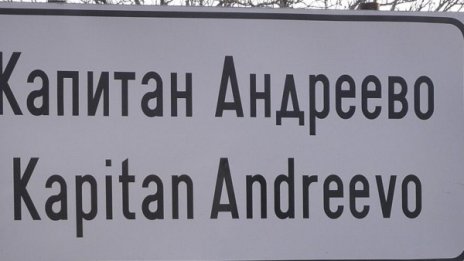 Капитан Андреево
Kapitan Andreevo